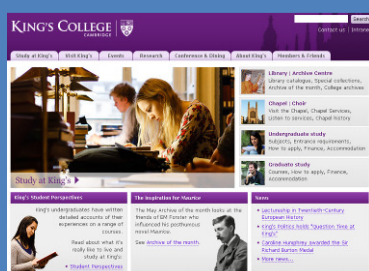 KING'S COLLEGE
CAMBRIDGE
Search
Contact us | Intranet
Study at King's
Visit King's
Events
Research
Conference & Dining
About King's
Members & Friends
Study at King's
Library | Archive Centre
Library catalogue, Special collections,
Archive of the month, College archives
Chapel | Choir
Visit the Chapel, Chapel Services,
Listen to services, Chapel history
Undergraduate study
Subjects, Entrance requirements,
How to apply, Finance, Accommodation
Graduate study
Courses, How to apply, Finance,
Accommodation
King's Student Perspectives
King's undergraduates have written
detailed accounts of their
experiences on a range of
courses.
Read about what it's
really like to live and
study at King's:
Student Perspectives
The inspiration for Maurice
The May Archive of the month looks at the
friends of EM Forster who
influenced his posthumous
novel Maurice.
See Archive of the month.
News
Lectureship in Twentieth-Century
European History
King's Politics holds "Question Time at
King's"
Caroline Humphrey awarded the Sir
Richard Burton Medal
More news...